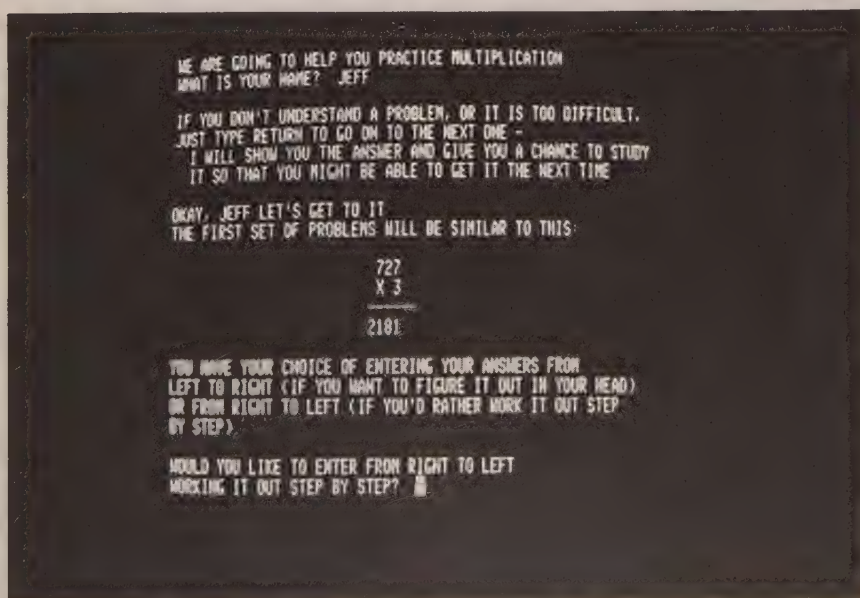 WE ARE GOING TO HELP YOU PRACTICE MULTIPLICATION
WHAT IS YOUR NAME? JEFF
IF YOU DON'T UNDERSTAND A PROBLEM, OR IT IS TOO DIFFICULT,
JUST TYPE RETURN TO GO ON TO THE NEXT ONE -
I WILL SHOW YOU THE ANSWER AND GIVE YOU A CHANCE TO STUDY
IT SO THAT YOU MIGHT BE ABLE TO GET IT THE NEXT TIME
OKAY, JEFF LET'S GET TO IT
THE FIRST SET OF PROBLEMS WILL BE SIMILAR TO THIS:
727
X 3
2181
YOU HAVE YOUR CHOICE OF ENTERING YOUR ANSWERS FROM
LEFT TO RIGHT (IF YOU WANT TO FIGURE IT OUT IN YOUR HEAD)
OR FROM RIGHT TO LEFT (IF YOU'D RATHER WORK IT OUT STEP
BY STEP)
WOULD YOU LIKE TO ENTER FROM RIGHT TO LEFT
WORKING IT OUT STEP BY STEP?